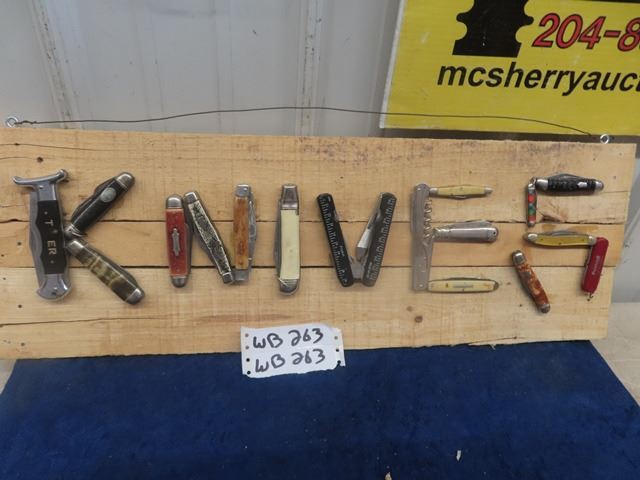 204-8
mcsherryauc
KNIVES
WB 263
WB 263